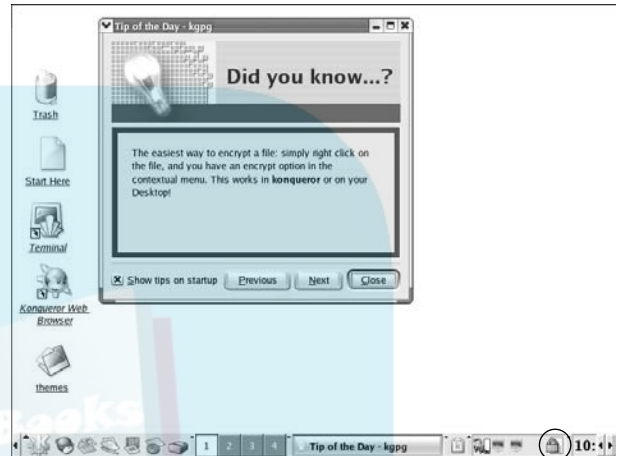 Tip of the Day - kgpg
Did you know...?
The easiest way to encrypt a file: simply right click on
the file, and you have an encrypt option in the
contextual menu. This works in konqueror or on your
Desktop!
Show tips on startup
Previous
Next
Close
Trash
Start Here
Terminal
Konqueror Web
Browser
themes
Books
1
2
3
4
Tip of the Day - kgpg
10: